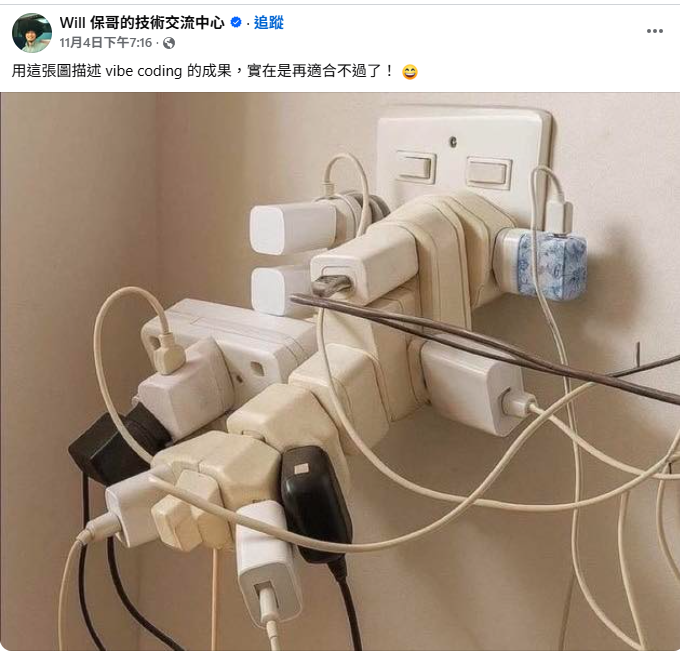 Will 保哥的技術交流中心 · 追蹤
11月4日下午7:16 ·
用這張圖描述 vibe coding 的成果，實在是再適合不過了！ 😅